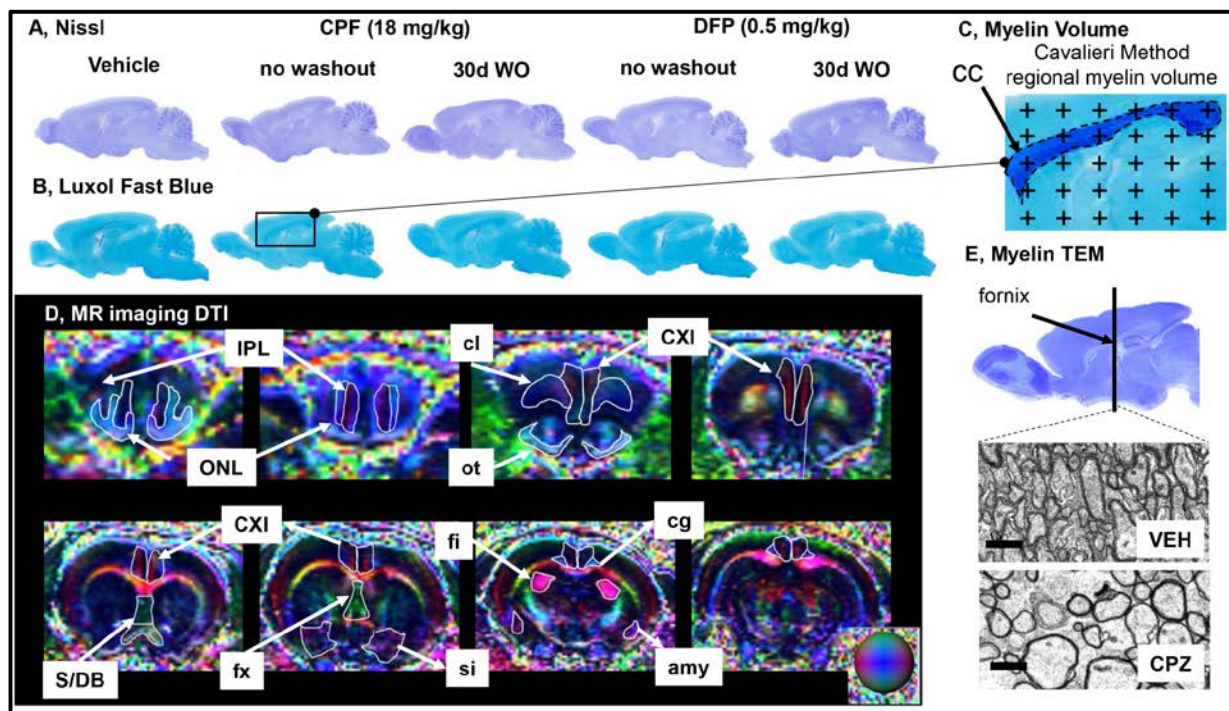 A, Nissl
CPF (18 mg/kg)
DFP (0.5 mg/kg)
Vehicle
no washout
30d WO
no washout
30d WO
B, Luxol Fast Blue
C, Myelin Volume
Cavalieri Method
regional myelin volume
CC
D, MR imaging DTI
IPL
ONL
cl
ot
CXI
CXI
S/DB
fx
fi
si
cg
amy
E, Myelin TEM
fornix
VEH
CPZ